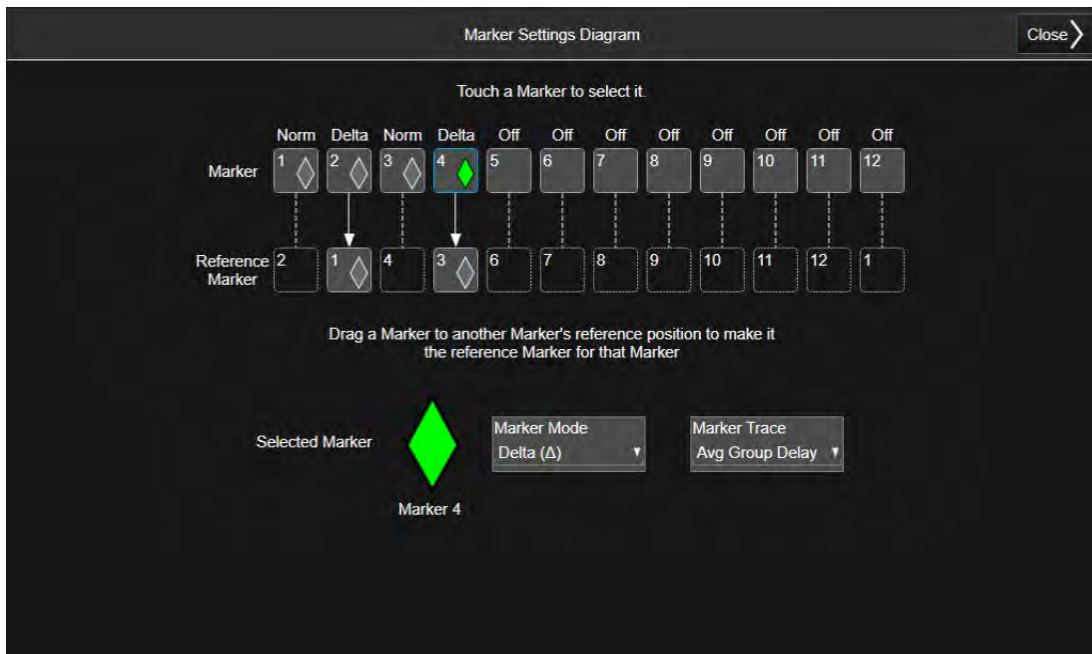 Marker Settings Diagram
Close
Touch a Marker to select it.
Norm Delta Norm Delta Off Off Off Off Off Off Off Off
Marker 1 2 3 4 5 6 7 8 9 10 11 12
Reference Marker 2 1 4 3 6 7 8 9 10 11 12 1
Drag a Marker to another Marker's reference position to make it
the reference Marker for that Marker
Selected Marker
Marker Mode
Delta (Δ)
Marker Trace
Avg Group Delay
Marker 4